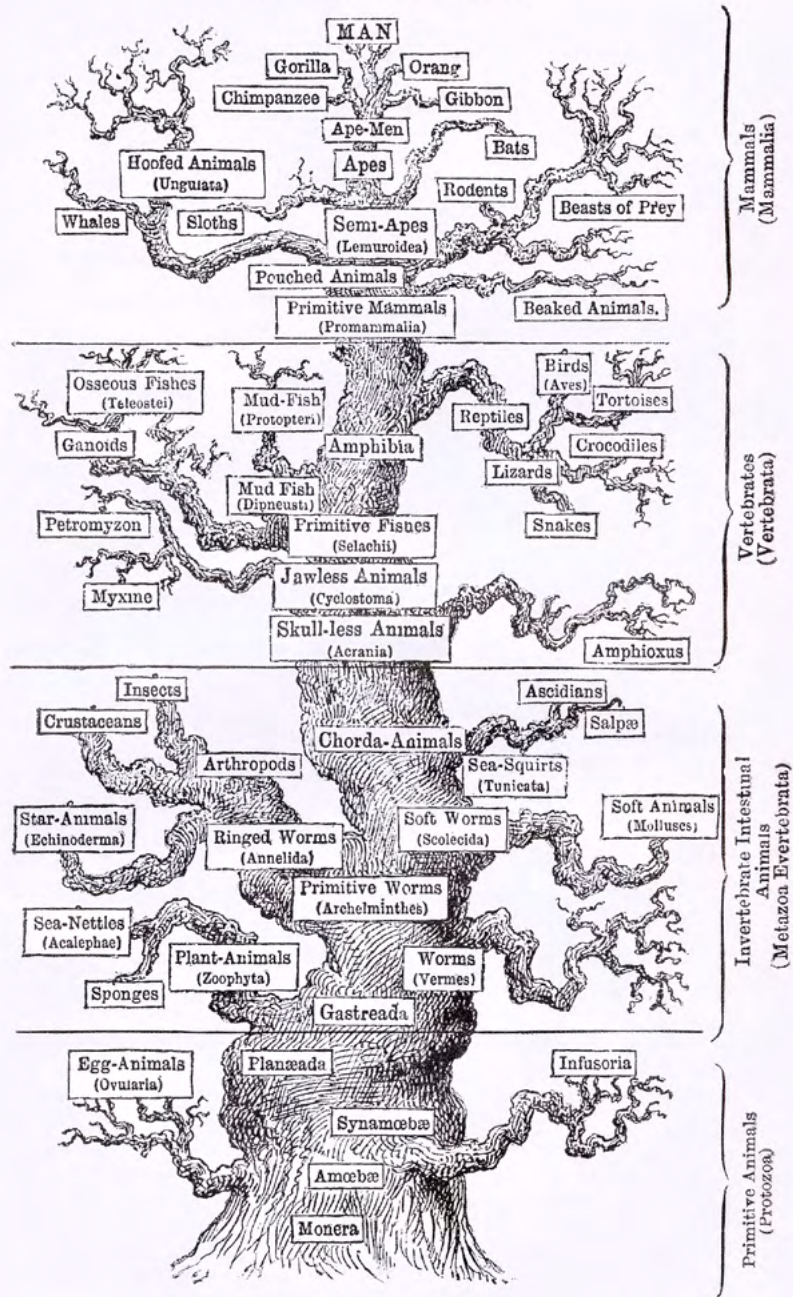 MAN
Gorilla
Orang
Chimpanzee
Gibbon
Ape-Men
Bats
Hoofed Animals
(Ungulata)
Apes
Rodents
Beasts of Prey
Whales
Sloths
Semi-Apes
(Lemuroidea)
Pouched Animals
Primitive Mammals
(Promammalia)
Beaked Animals.
Mammals
(Mammalia)
Osseous Fishes
(Teleostei)
Mud-Fish
(Protopteri)
Birds
(Aves)
Tortoises
Reptiles
Ganoids
Amphibia
Crocodiles
Lizards
Mud Fish
(Dipneusti)
Petromyzon
Primitive Fishes
(Selachii)
Snakes
Jawless Animals
(Cyclostoma)
Myxine
Skull-less Animals
(Acrania)
Amphioxus
Vertebrates
(Vertebrata)
Insects
Ascidians
Crustaceans
Salpæ
Chorda-Animals
Arthropods
Sea-Squirts
(Tunicata)
Star-Animals
(Echinoderma)
Ringed Worms
(Annelida)
Soft Worms
(Scolecida)
Soft Animals
(Molluscs)
Primitive Worms
(Archelminthes)
Sea-Nettles
(Acalephae)
Plant-Animals
(Zoophyta)
Worms
(Vermes)
Sponges
Gastreada
Invertebrate Intestinal
Animals
(Metazoa Evertebrata)
Egg-Animals
(Ovularia)
Planæada
Infusoria
Synamœbæ
Amœbæ
Monera
Primitive Animals
(Protozoa)